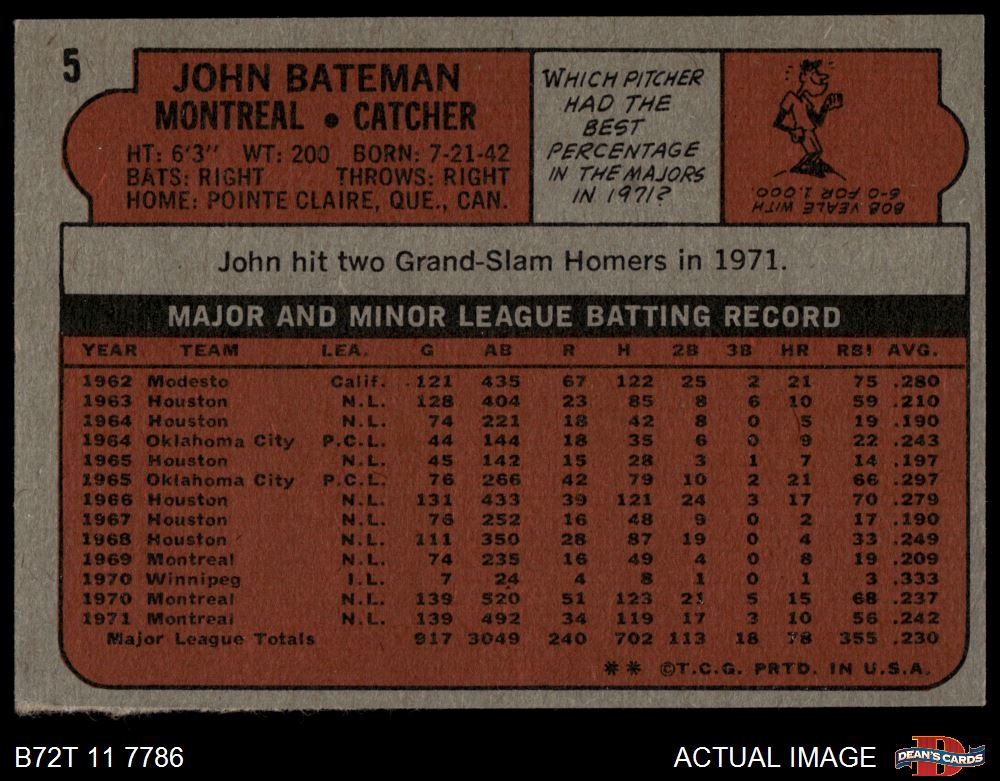 5
JOHN BATEMAN
MONTREAL • CATCHER
HT: 6'3" WT: 200 BORN: 7-21-42
BATS: RIGHT THROWS: RIGHT
HOME: POINTE CLAIRE, QUE., CAN.
WHICH PITCHER
HAD THE
BEST
PERCENTAGE
IN THE MAJORS
IN 1971?
BOB VEALE WITH
6-0 FOR 1.000.
John hit two Grand-Slam Homers in 1971.
MAJOR AND MINOR LEAGUE BATTING RECORD
YEAR TEAM LEA. G AB R H 2B 3B HR RBI AVG.
1962 Modesto Calif. 121 435 67 122 25 2 21 75 .280
1963 Houston N.L. 128 404 23 85 8 6 10 59 .210
1964 Houston N.L. 74 221 18 42 8 0 5 19 .190
1964 Oklahoma City P.C.L. 44 144 18 35 6 0 9 22 .243
1965 Houston N.L. 45 142 15 28 3 1 7 14 .197
1965 Oklahoma City P.C.L. 76 266 42 79 10 2 21 66 .297
1966 Houston N.L. 131 433 39 121 24 3 17 70 .279
1967 Houston N.L. 76 252 16 48 9 0 2 17 .190
1968 Houston N.L. 111 350 28 87 19 0 4 33 .249
1969 Montreal N.L. 74 235 16 49 4 0 8 19 .209
1970 Winnipeg I.L. 7 24 4 8 1 0 1 3 .333
1970 Montreal N.L. 139 520 51 123 21 5 15 68 .237
1971 Montreal N.L. 139 492 34 119 17 3 10 56 .242
Major League Totals 917 3049 240 702 113 18 78 355 .230
** ©T.C.G. PRTD. IN U.S.A.
B72T 11 7786 ACTUAL IMAGE
D
DEAN'S CARDS